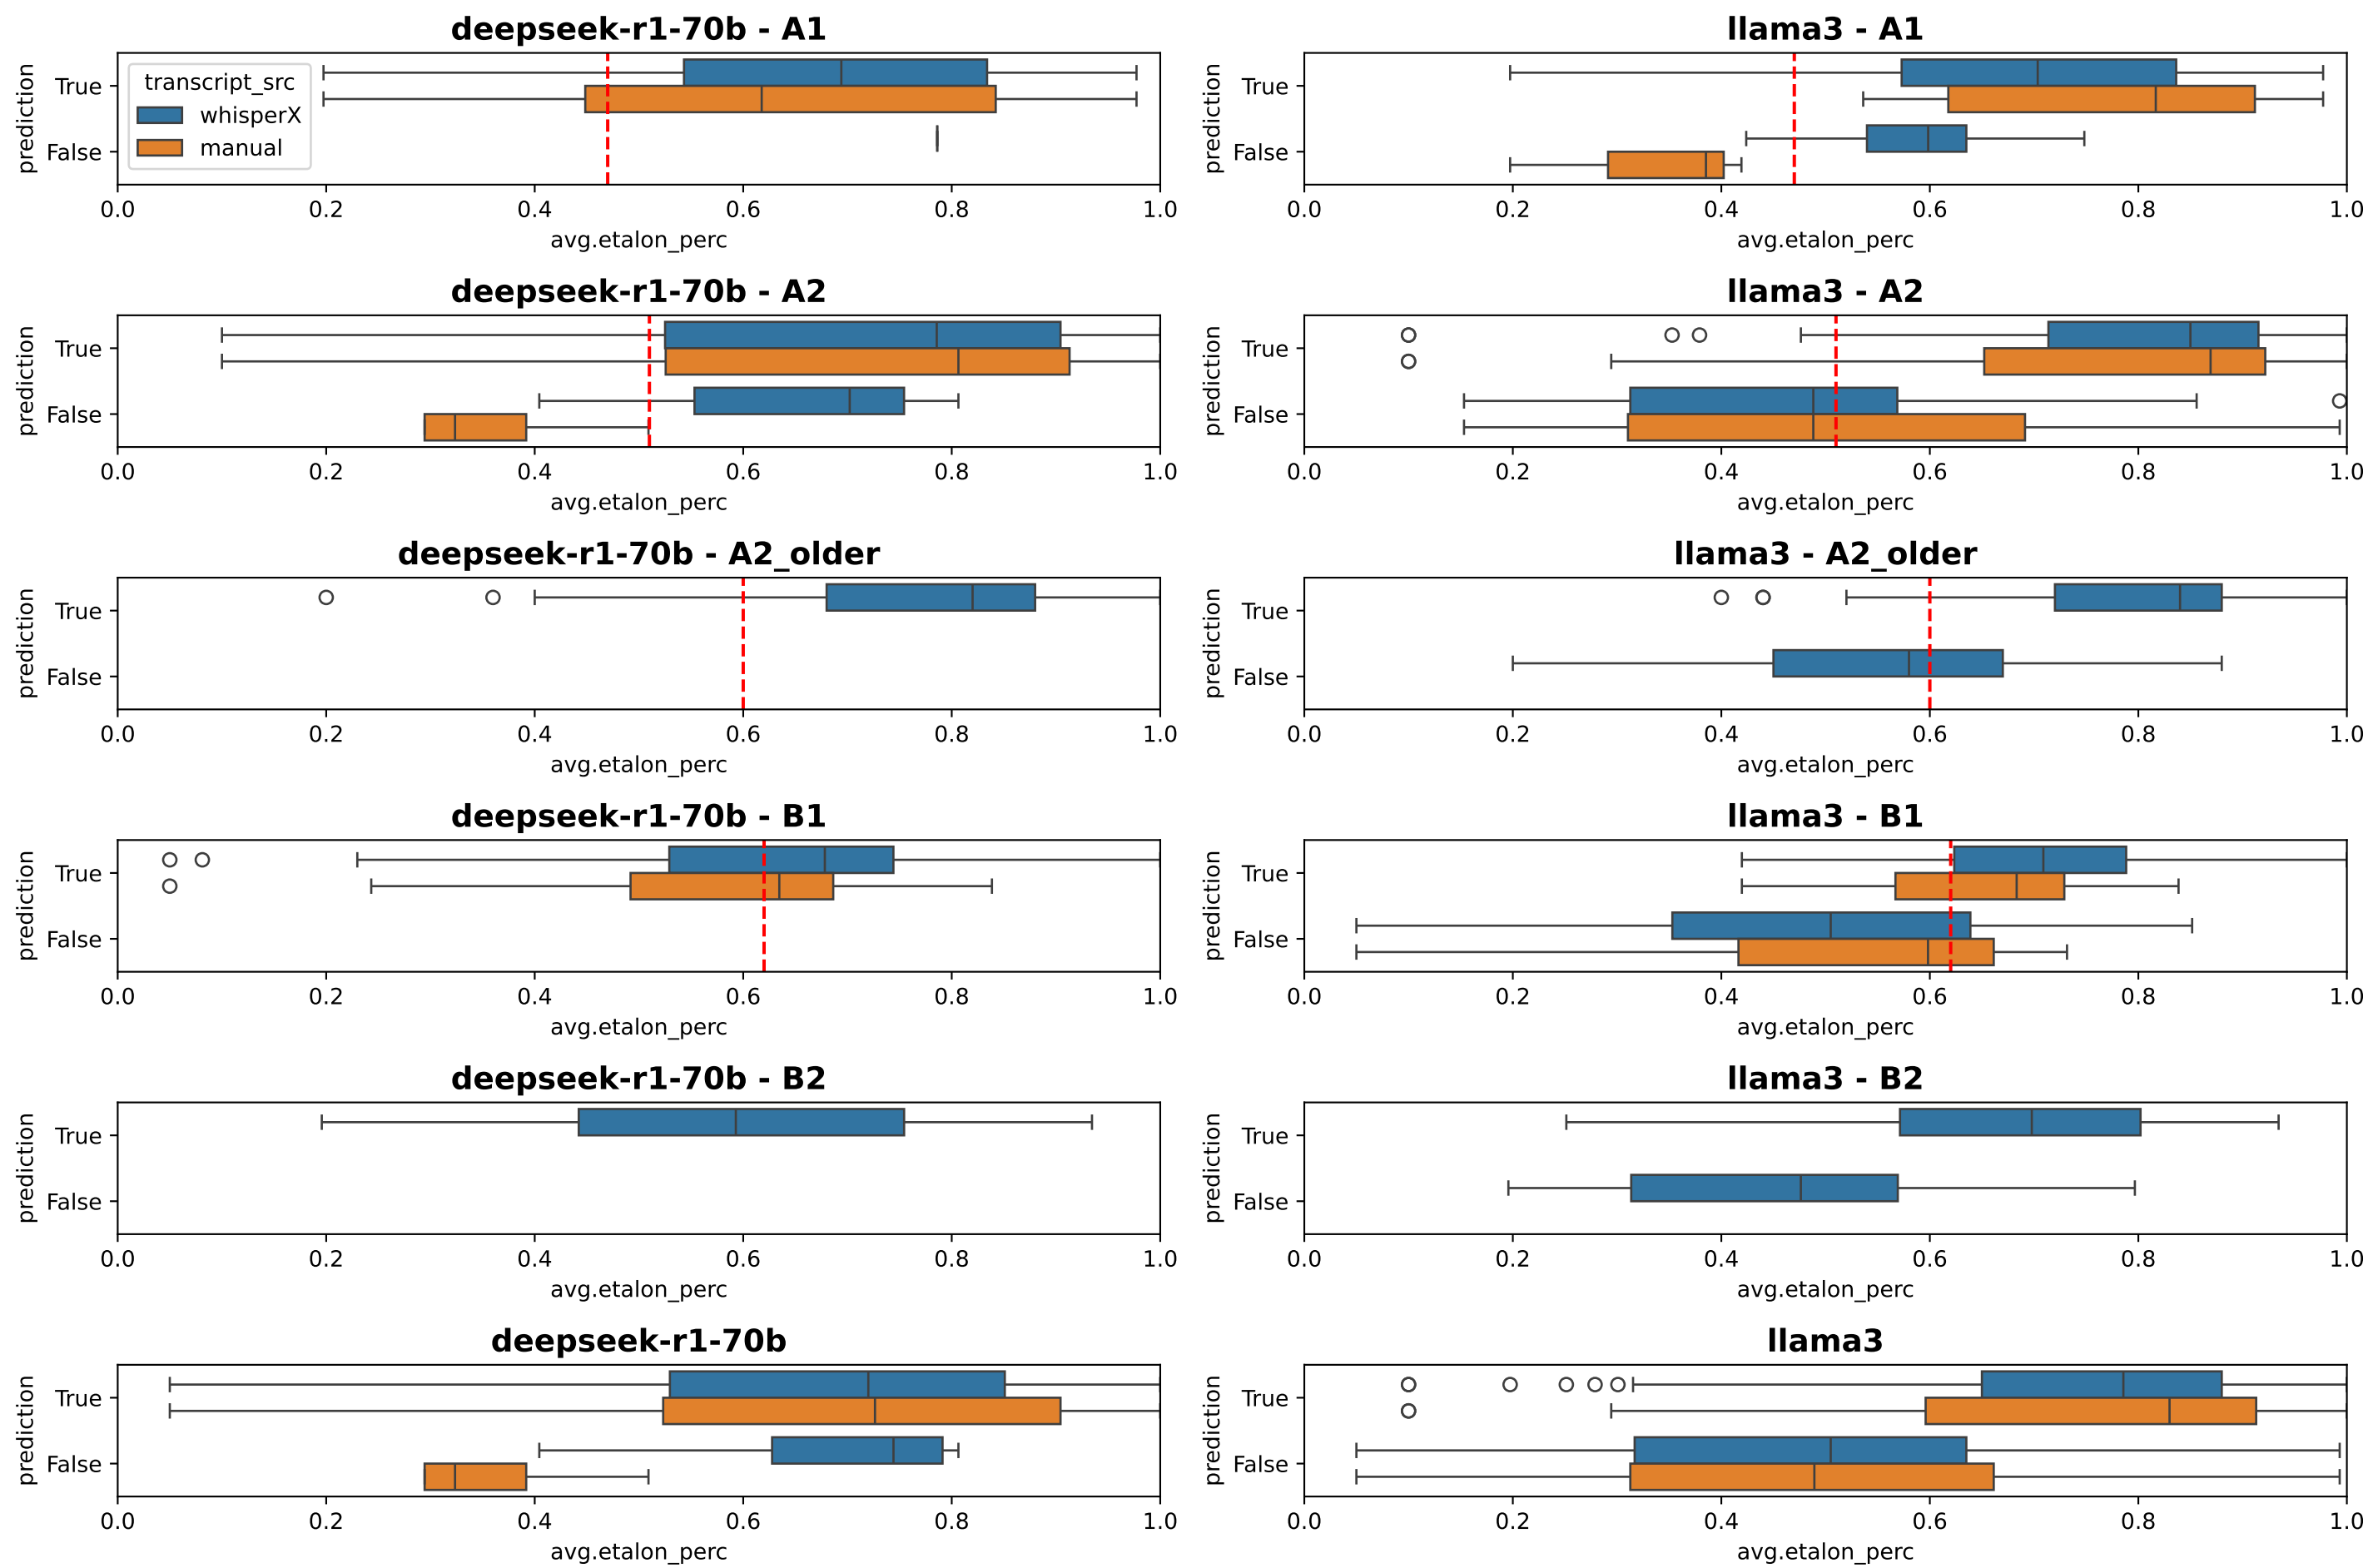 deepseek-r1-70b - A1
prediction
True
False
transcript_src
whisperX
manual
0.0 0.2 0.4 0.6 0.8 1.0
avg.etalon_perc
llama3 - A1
prediction
True
False
0.0 0.2 0.4 0.6 0.8 1.0
avg.etalon_perc
deepseek-r1-70b - A2
prediction
True
False
0.0 0.2 0.4 0.6 0.8 1.0
avg.etalon_perc
llama3 - A2
prediction
True
False
0.0 0.2 0.4 0.6 0.8 1.0
avg.etalon_perc
deepseek-r1-70b - A2_older
prediction
True
False
0.0 0.2 0.4 0.6 0.8 1.0
avg.etalon_perc
llama3 - A2_older
prediction
True
False
0.0 0.2 0.4 0.6 0.8 1.0
avg.etalon_perc
deepseek-r1-70b - B1
prediction
True
False
0.0 0.2 0.4 0.6 0.8 1.0
avg.etalon_perc
llama3 - B1
prediction
True
False
0.0 0.2 0.4 0.6 0.8 1.0
avg.etalon_perc
deepseek-r1-70b - B2
prediction
True
False
0.0 0.2 0.4 0.6 0.8 1.0
avg.etalon_perc
llama3 - B2
prediction
True
False
0.0 0.2 0.4 0.6 0.8 1.0
avg.etalon_perc
deepseek-r1-70b
prediction
True
False
0.0 0.2 0.4 0.6 0.8 1.0
avg.etalon_perc
llama3
prediction
True
False
0.0 0.2 0.4 0.6 0.8 1.0
avg.etalon_perc